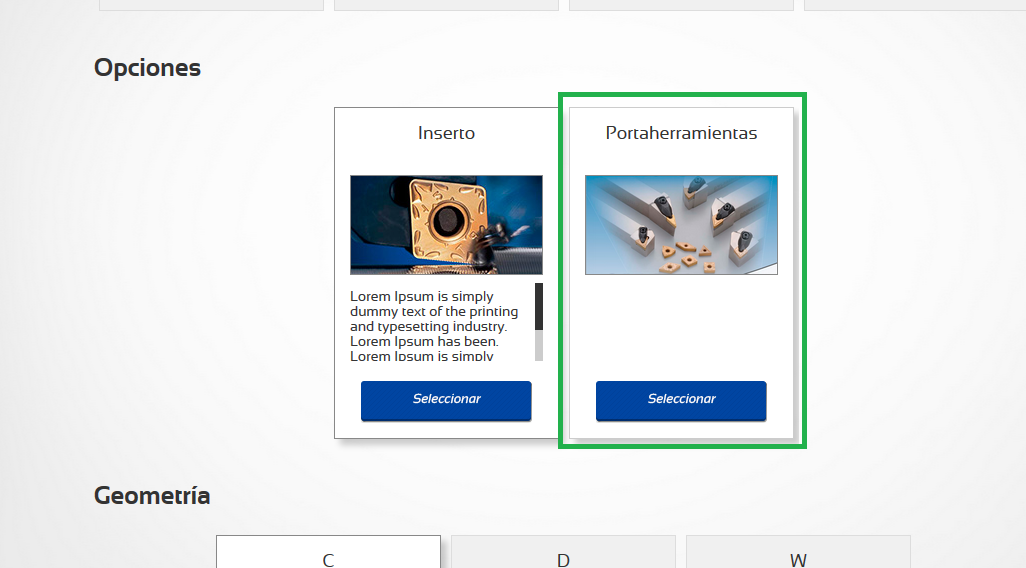 Opciones
Inserto
Portaherramientas
Lorem Ipsum is simply
dummy text of the printing
and typesetting industry.
Lorem Ipsum has been.
Lorem Ipsum is simply
Seleccionar
Seleccionar
Geometría
C
D
W